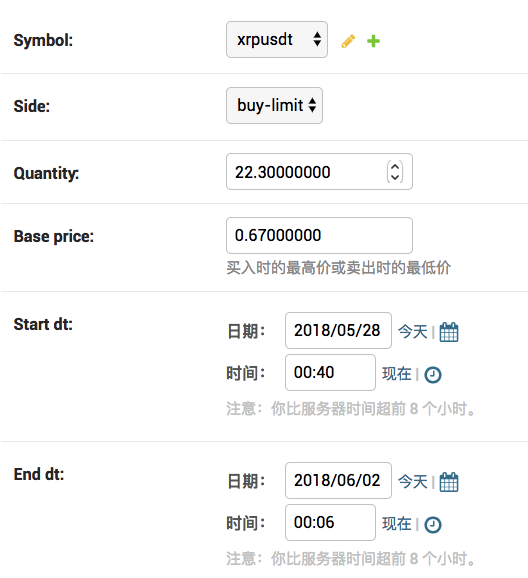 Symbol: xrpusdt
Side: buy-limit
Quantity: 22.30000000
Base price: 0.67000000
买入时的最高价或卖出时的最低价
Start dt: 日期: 2018/05/28 今天 |
时间: 00:40 现在 |
注意：你比服务器时间超前 8 个小时。
End dt: 日期: 2018/06/02 今天 |
时间: 00:06 现在 |
注意：你比服务器时间超前 8 个小时。